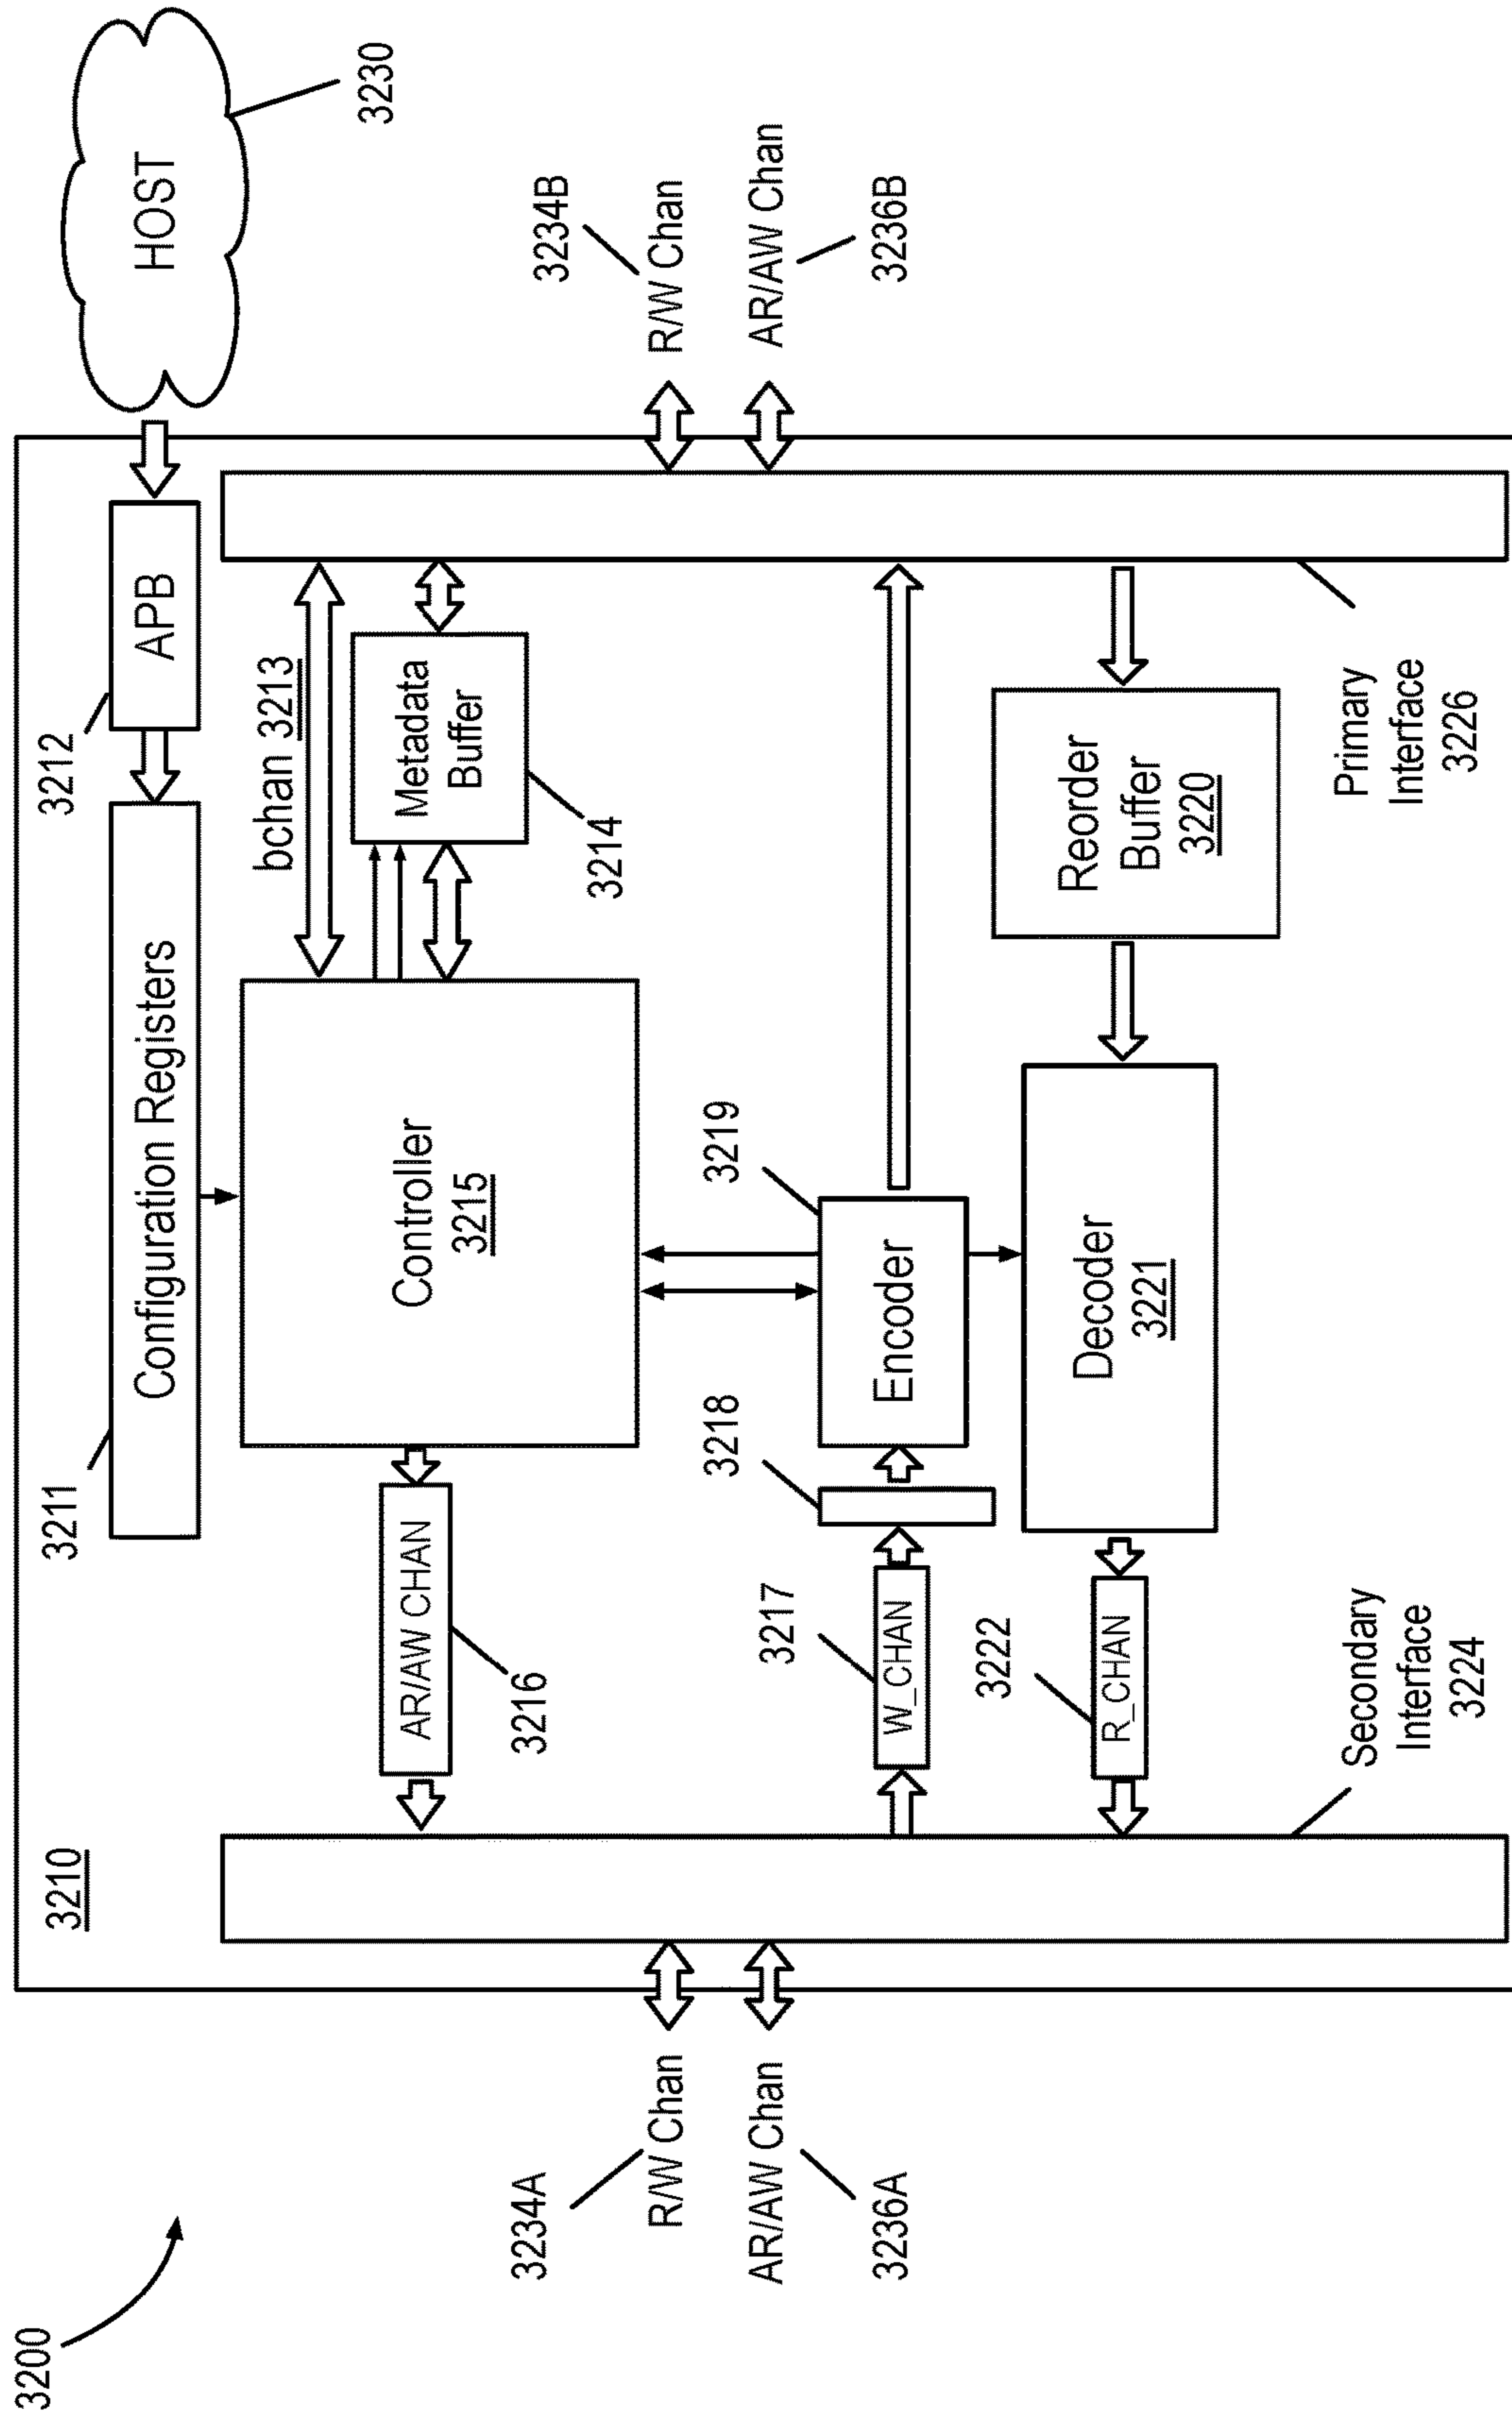 3200
3210
3211
3212
Configuration Registers
APB
HOST
3230
bchan 3213
AR/AW CHAN
3216
Controller
3215
Metadata
Buffer
3214
3234A
R/W Chan
AR/AW Chan
3236A
3234B
R/W Chan
AR/AW Chan
3236B
3217
3218
3219
W_CHAN
Encoder
3222
R_CHAN
Decoder
3221
Reorder
Buffer
3220
Secondary
Interface
3224
Primary
Interface
3226